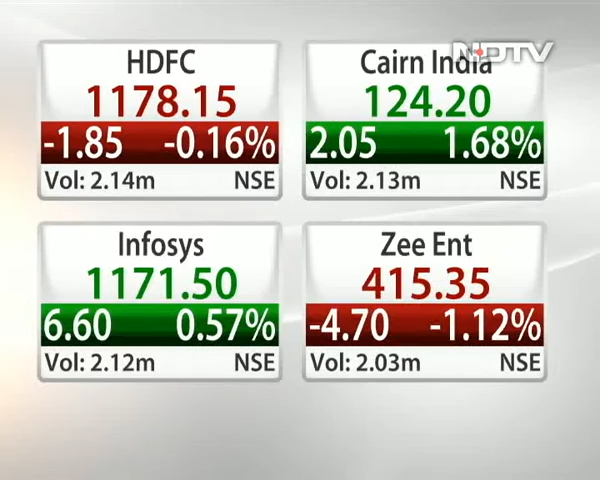 NDTV
HDFC
1178.15
-1.85 -0.16%
Vol: 2.14m NSE
Cairn India
124.20
2.05 1.68%
Vol: 2.13m NSE
Infosys
1171.50
6.60 0.57%
Vol: 2.12m NSE
Zee Ent
415.35
-4.70 -1.12%
Vol: 2.03m NSE